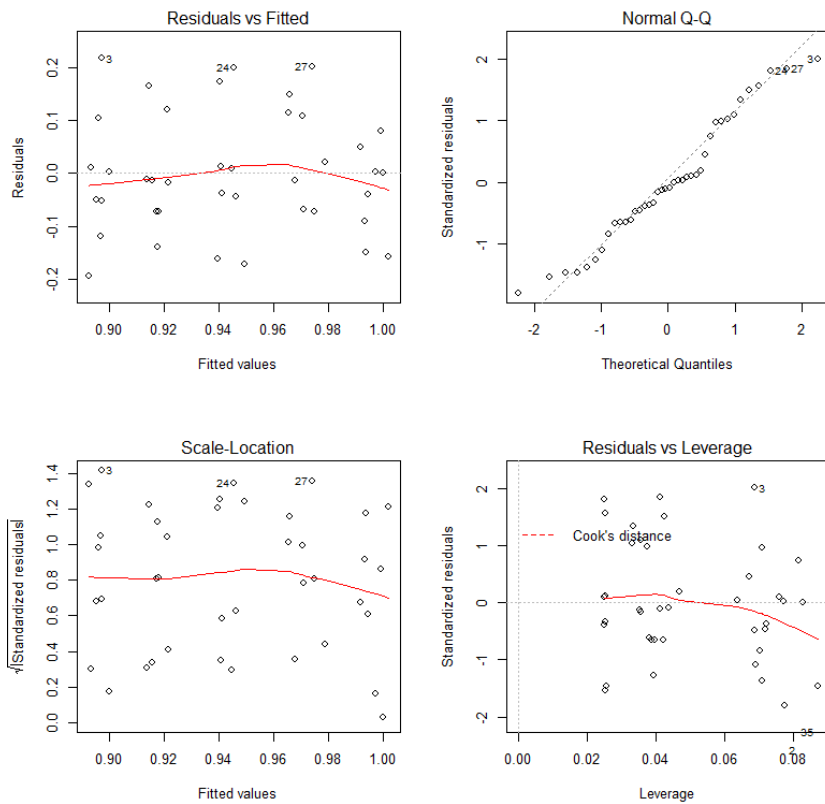 Residuals vs Fitted
Residuals
0.2
0.1
0.0
-0.1
-0.2
3
24
27
0.90 0.92 0.94 0.96 0.98 1.00
Fitted values
Normal Q-Q
Standardized residuals
2
1
0
-1
3
24
27
-2 -1 0 1 2
Theoretical Quantiles
Scale-Location
√|Standardized residuals|
1.4
1.2
1.0
0.8
0.6
0.4
0.2
0.0
3
24
27
0.90 0.92 0.94 0.96 0.98 1.00
Fitted values
Residuals vs Leverage
Standardized residuals
2
1
0
-1
-2
3
Cook's distance
35
2
0.00 0.02 0.04 0.06 0.08
Leverage